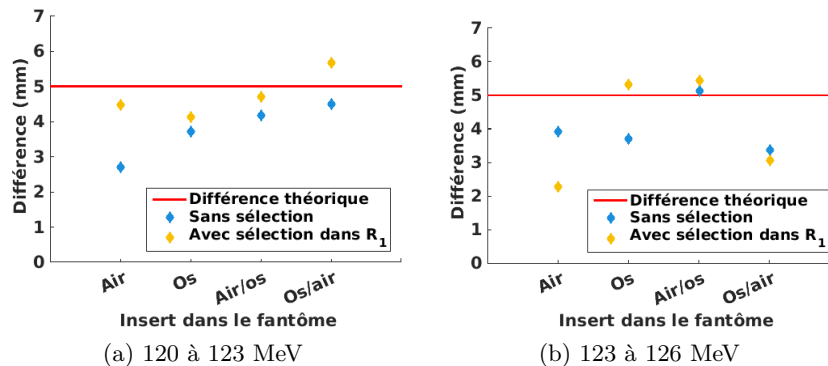 7
6
5
4
3
2
1
0
Différence (mm)
Différence théorique
Sans sélection
Avec sélection dans R1
Air
Os
Air/os
Os/air
Insert dans le fantôme
(a) 120 à 123 MeV
7
6
5
4
3
2
1
0
Différence (mm)
Différence théorique
Sans sélection
Avec sélection dans R1
Air
Os
Air/os
Os/air
Insert dans le fantôme
(b) 123 à 126 MeV